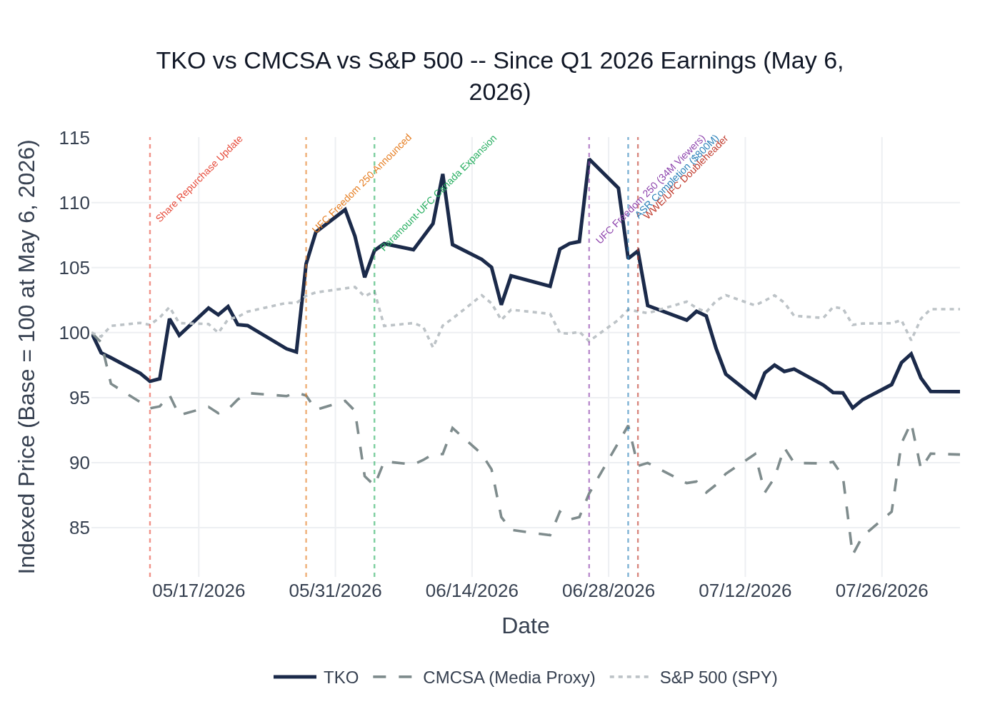 TKO vs CMCSA vs S&P 500 -- Since Q1 2026 Earnings (May 6,
2026)
Indexed Price (Base = 100 at May 6, 2026)
115
110
105
100
95
90
85
Share Repurchase Update
UFC Freedom 250 Announced
Paramount-UFC Canada Expansion
UFC Freedom 250 (34M Viewers)
ASR Completion ($800M)
WWE/UFC Doubleheader
05/17/2026
05/31/2026
06/14/2026
06/28/2026
07/12/2026
07/26/2026
Date
TKO
CMCSA (Media Proxy)
S&P 500 (SPY)